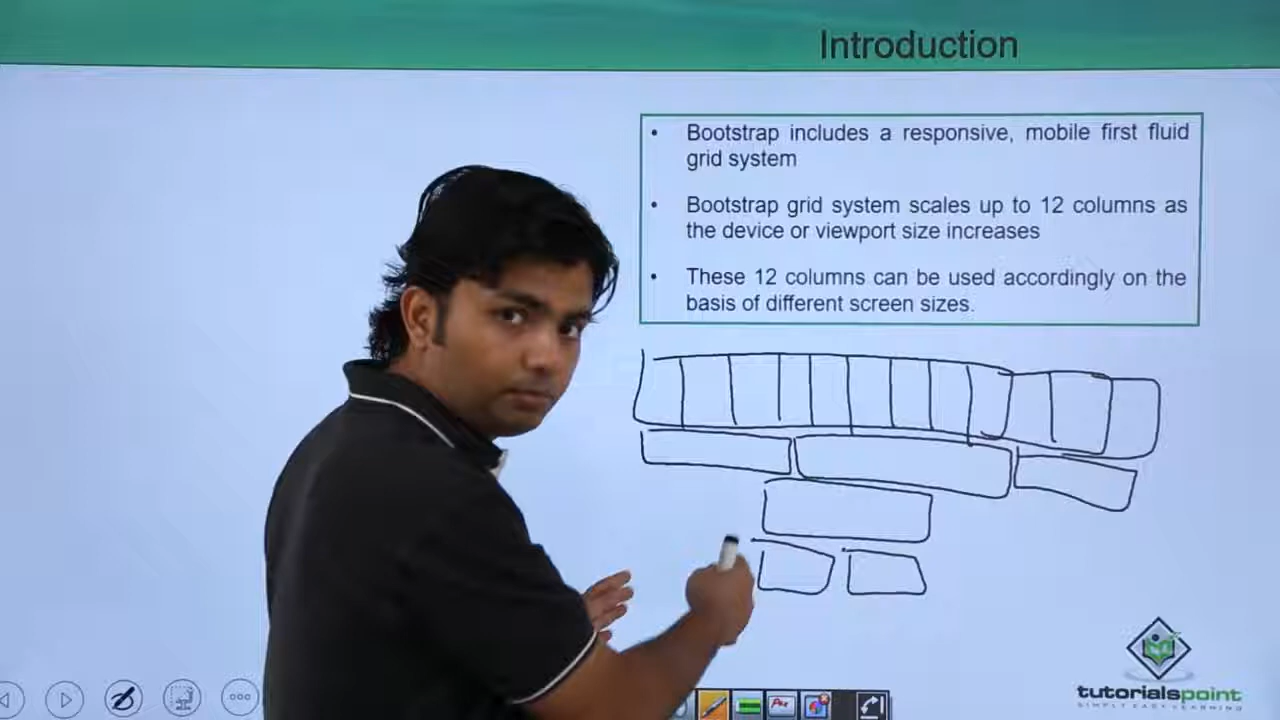 Introduction
• Bootstrap includes a responsive, mobile first fluid
grid system
• Bootstrap grid system scales up to 12 columns as
the device or viewport size increases
• These 12 columns can be used accordingly on the
basis of different screen sizes.
tutorialspoint
SIMPLY EASY LEARNING